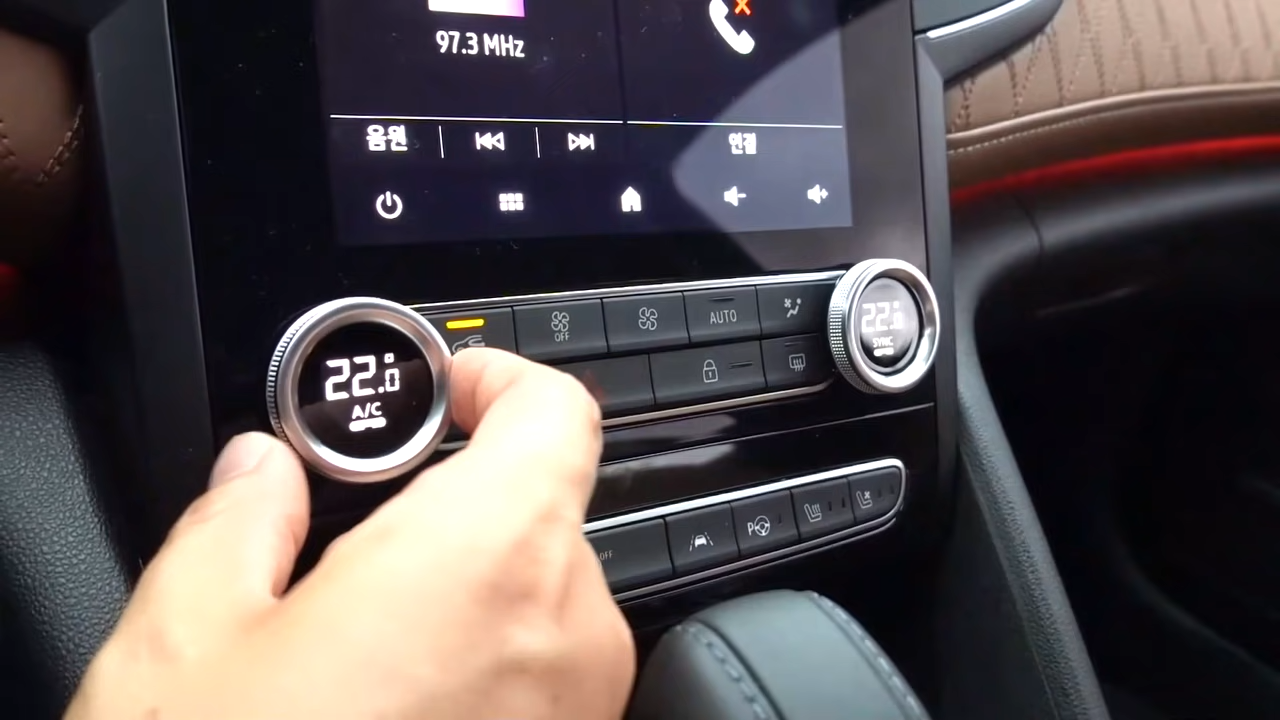 97.3 MHz
음원
연결
OFF
AUTO
22.0
A/C
22.0
SYNC
OFF
P